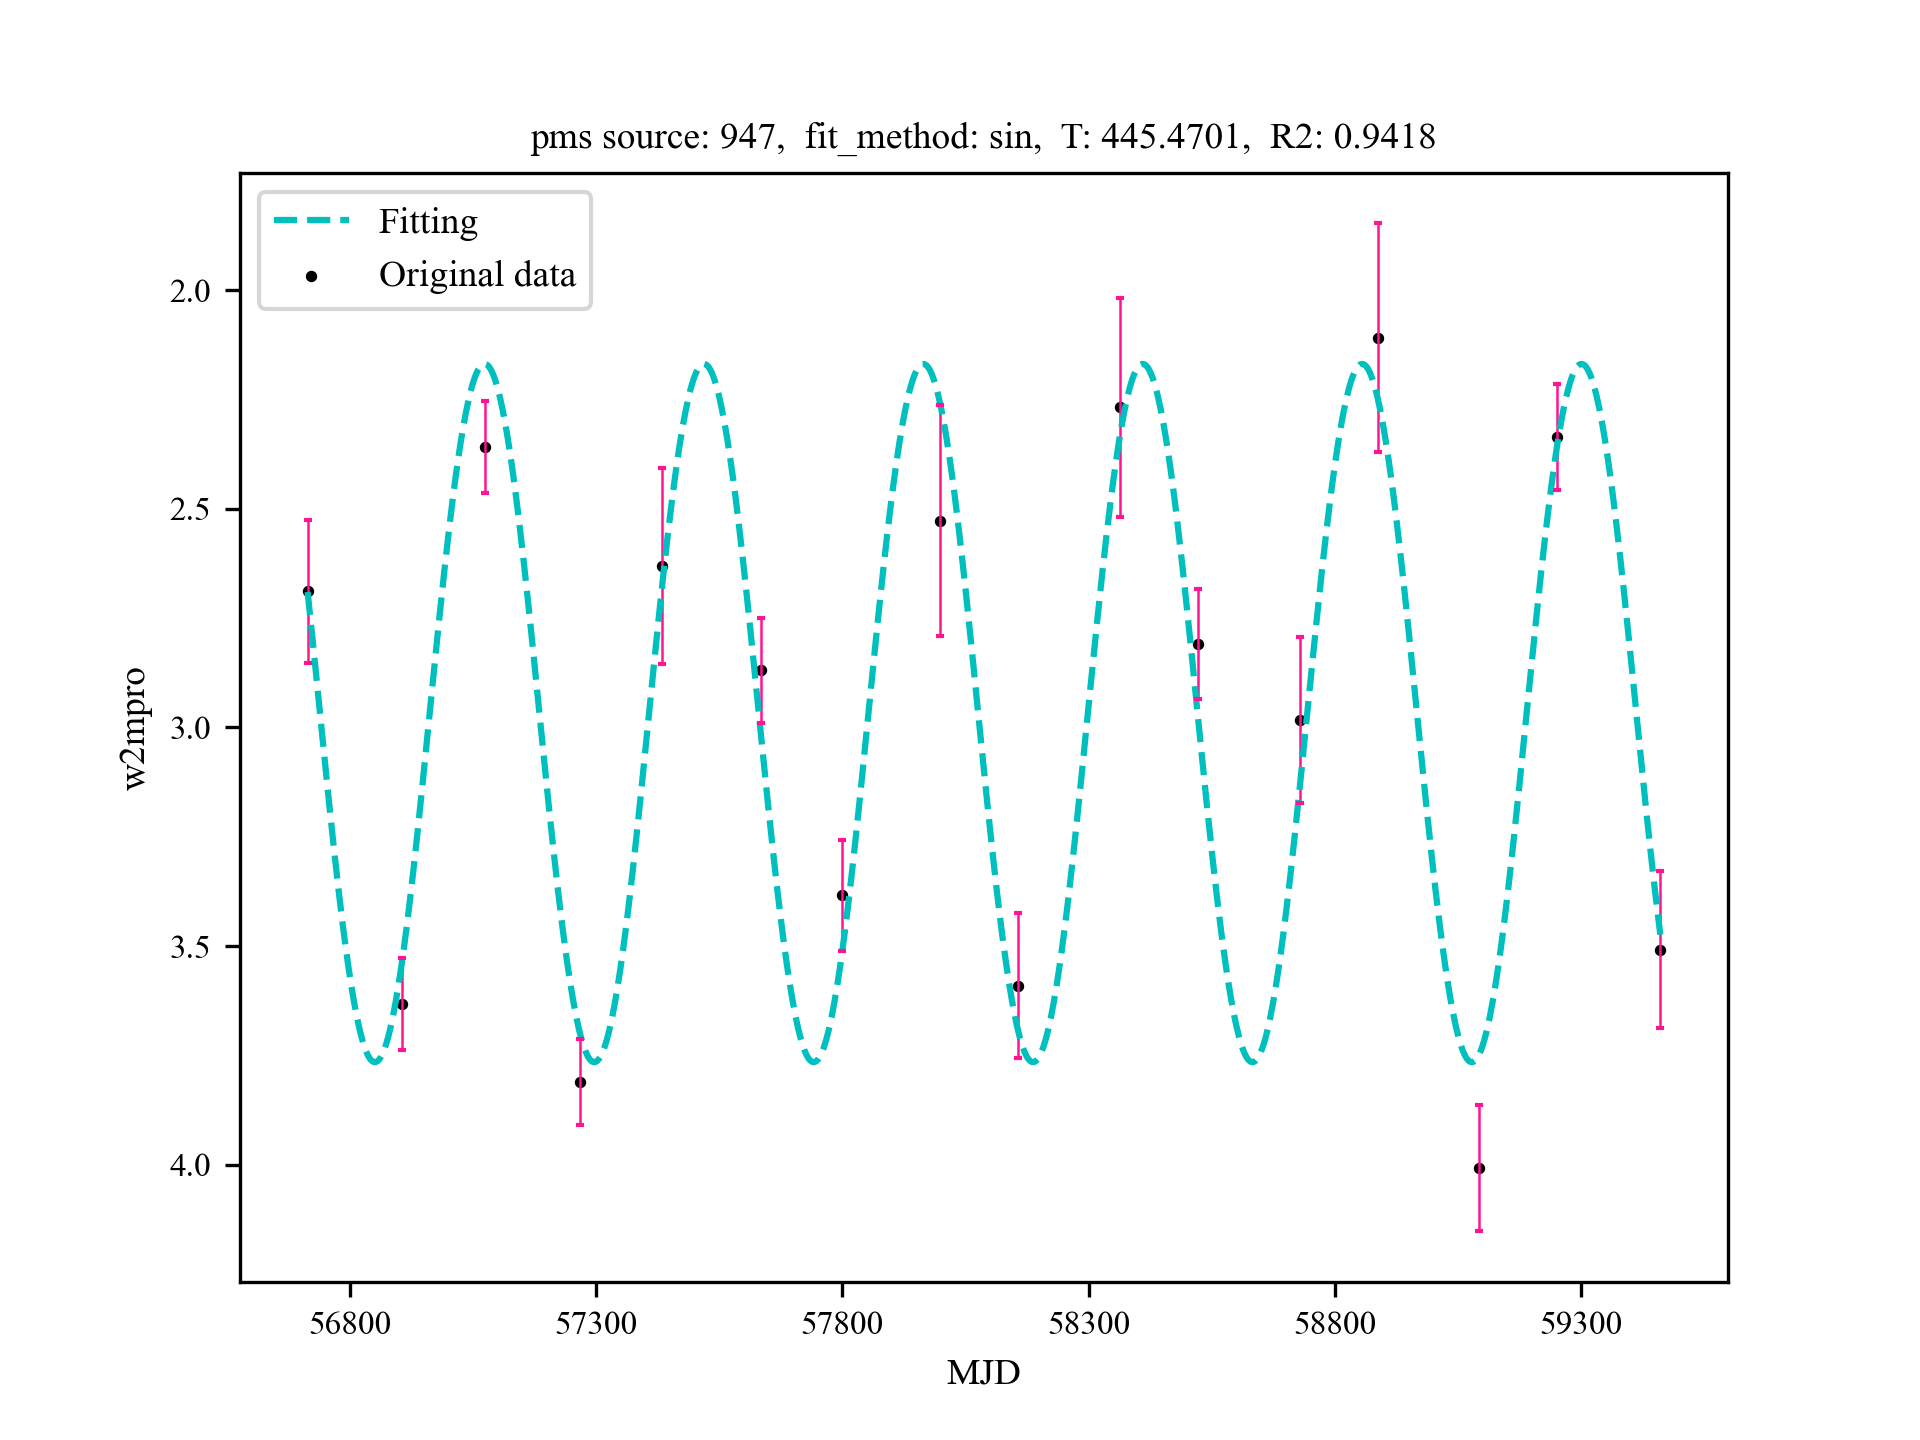 pms source: 947,  fit_method: sin,  T: 445.4701,  R2: 0.9418
Fitting
Original data
2.0
2.5
3.0
3.5
4.0
w2mpro
56800
57300
57800
58300
58800
59300
MJD